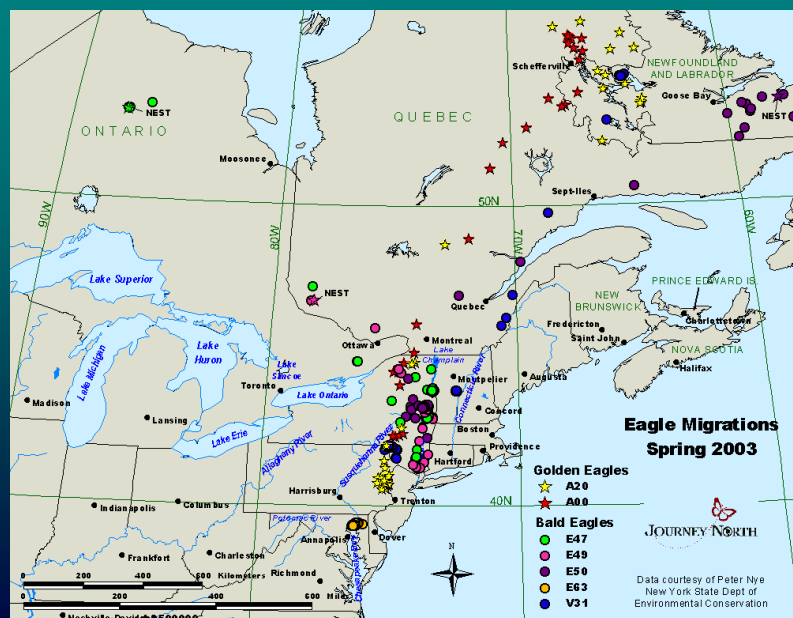 Schefferville
NEWFOUNDLAND
AND LABRADOR
Goose Bay
NEST
NEST
ONTARIO
QUEBEC
Moosonee
Sept-Iles
50N
90W
80W
70W
60W
Lake Superior
NEST
Quebec
PRINCE EDWARD IS.
NEW
BRUNSWICK
Charlottetown
Fredericton
Saint John
NOVA SCOTIA
Halifax
Ottawa
Montreal
Lake
Champlain
Lake
Huron
Lake Michigan
Lake
Simcoe
Toronto
Lake Ontario
Montpelier
Augusta
Connecticut River
Concord
Madison
Lansing
Lake Erie
Boston
Providence
Hartford
Allegheny River
Susquehanna River
Harrisburg
Trenton
40N
Indianapolis
Columbus
Potomac River
Annapolis
Dover
Chesapeake Bay
Frankfort
Charleston
Richmond
0 200 400 600 Kilometers
0 200 400 600 Miles
N
Eagle Migrations
Spring 2003
Golden Eagles
A20
A00
Bald Eagles
E47
E49
E50
E63
V31
JOURNEY NORTH
Data courtesy of Peter Nye
New York State Dept of
Environmental Conservation